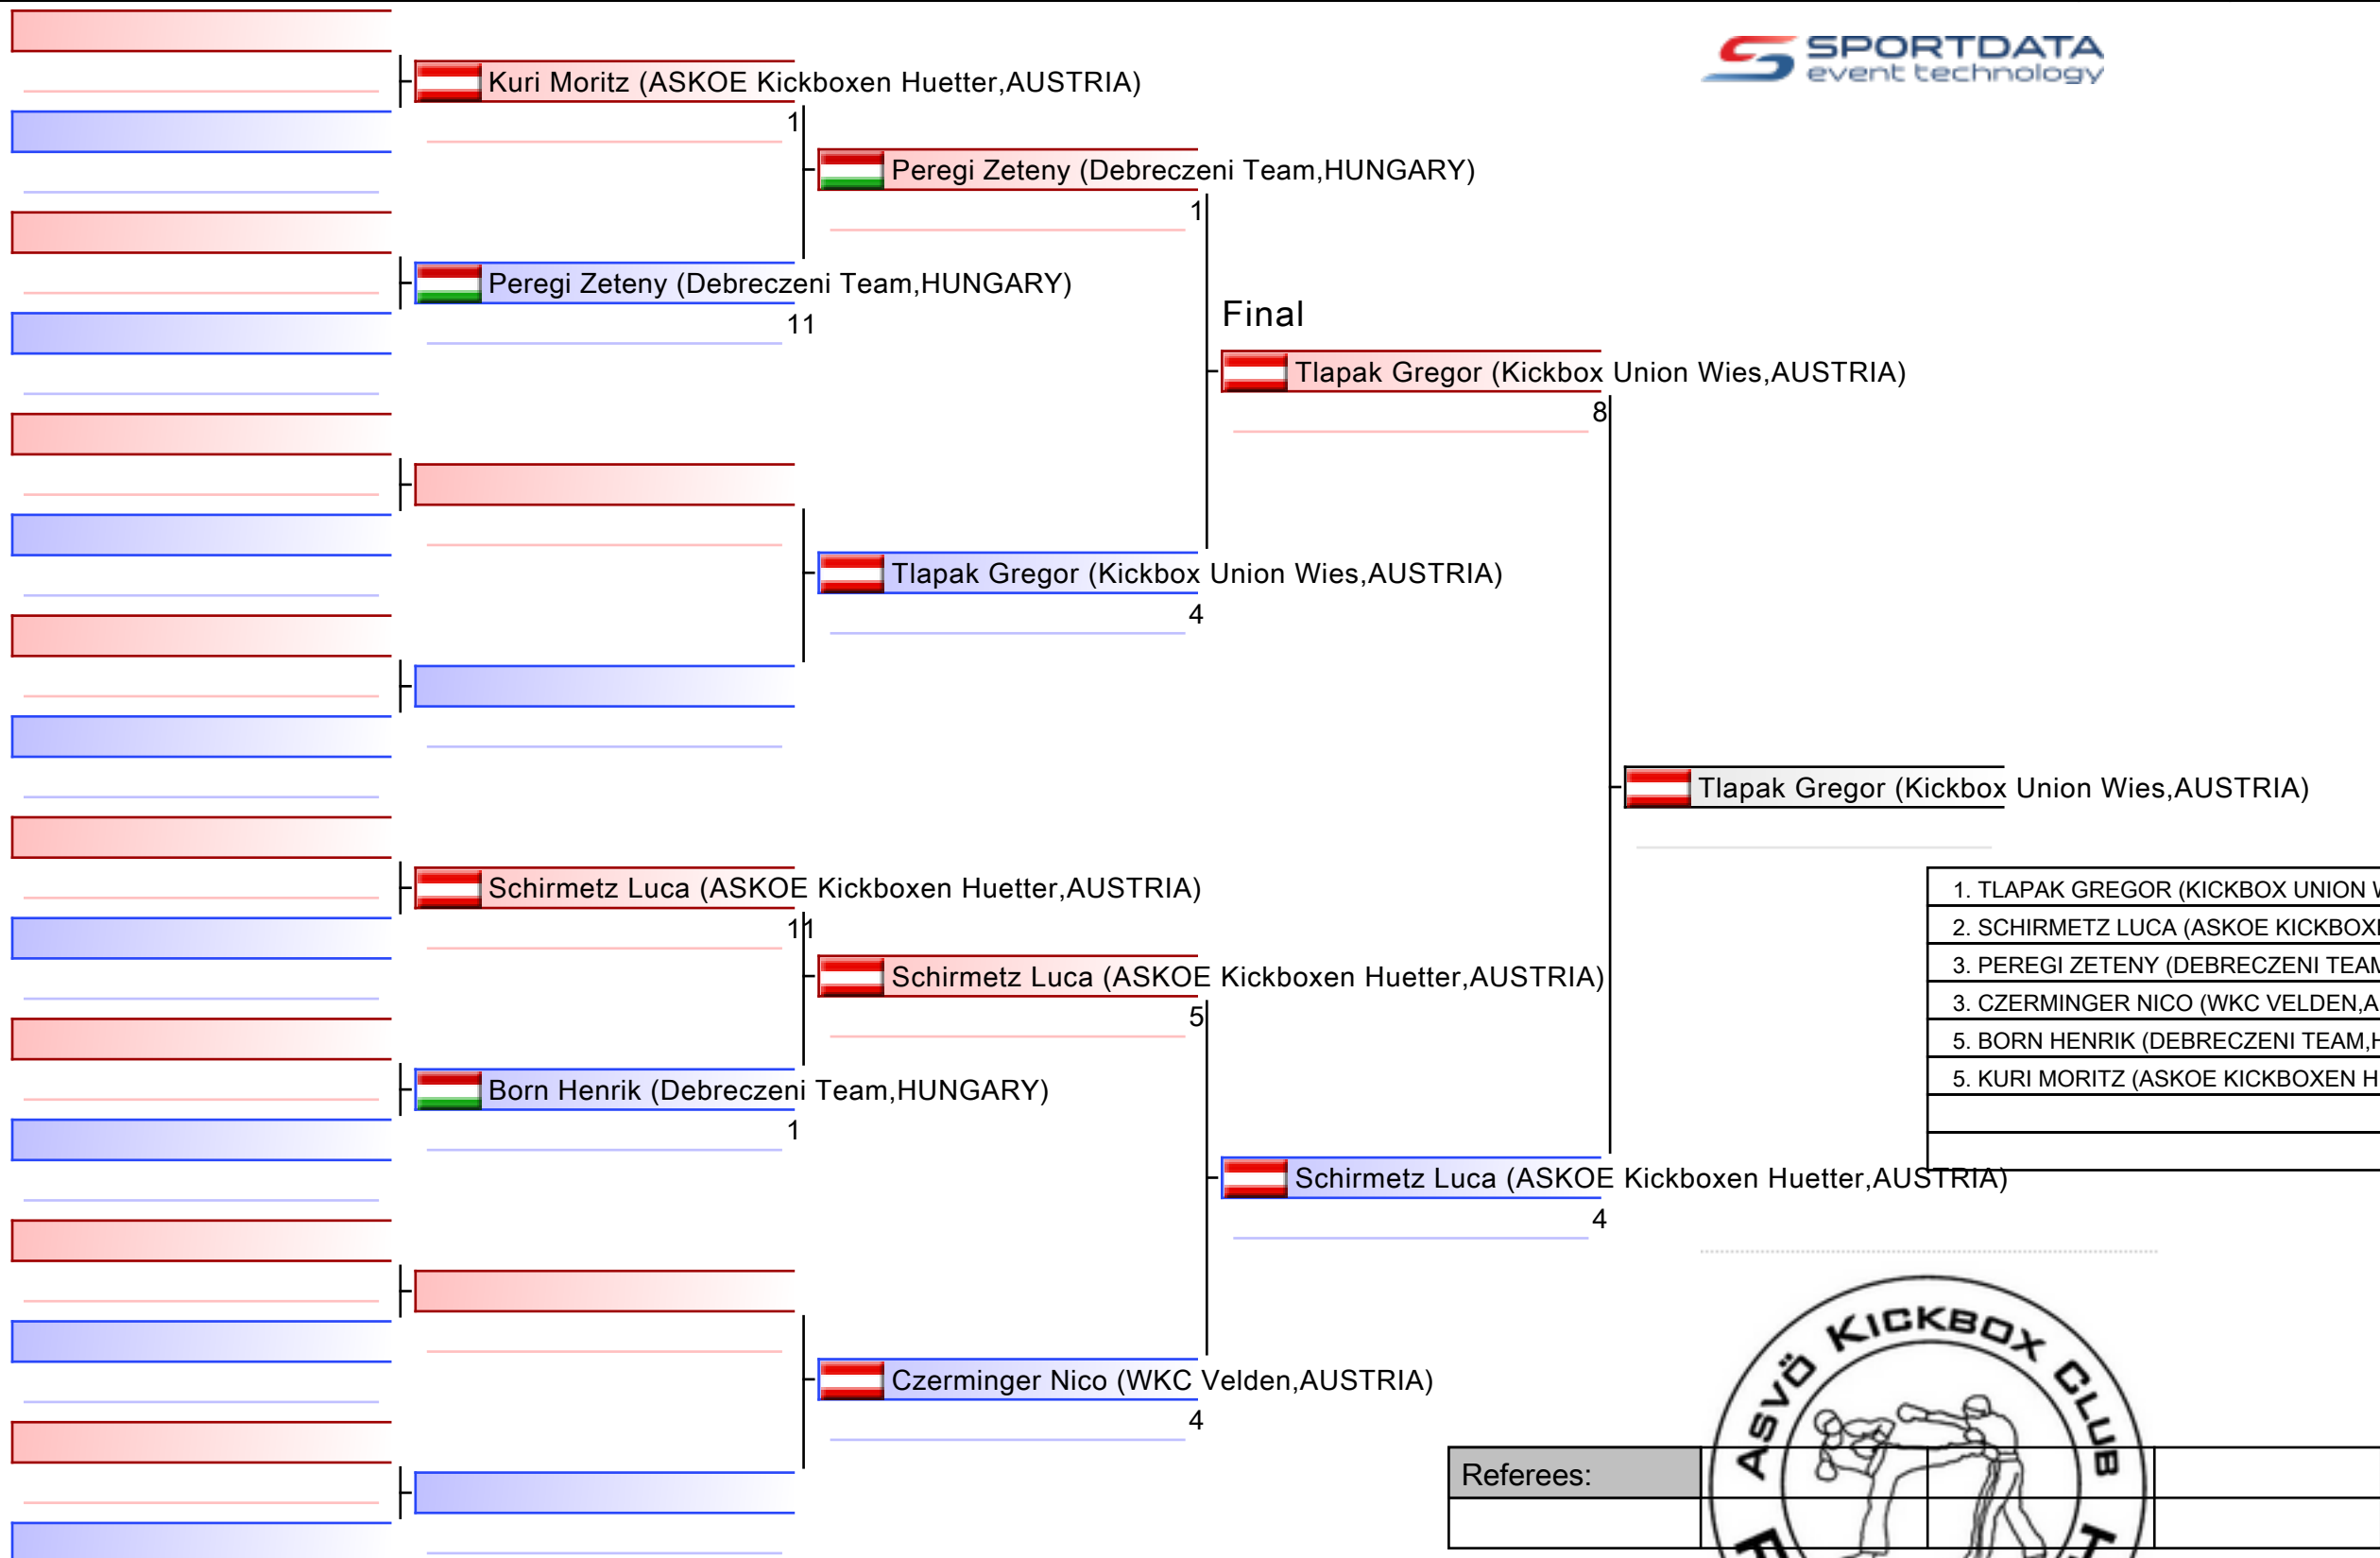 SPORTDATA
event technology
Kuri Moritz (ASKOE Kickboxen Huetter,AUSTRIA)
1
Peregi Zeteny (Debreczeni Team,HUNGARY)
1
Peregi Zeteny (Debreczeni Team,HUNGARY)
11
Final
Tlapak Gregor (Kickbox Union Wies,AUSTRIA)
8
Tlapak Gregor (Kickbox Union Wies,AUSTRIA)
4
Tlapak Gregor (Kickbox Union Wies,AUSTRIA)
Schirmetz Luca (ASKOE Kickboxen Huetter,AUSTRIA)
11
Schirmetz Luca (ASKOE Kickboxen Huetter,AUSTRIA)
5
Born Henrik (Debreczeni Team,HUNGARY)
1
1. TLAPAK GREGOR (KICKBOX UNION
2. SCHIRMETZ LUCA (ASKOE
3. PEREGI ZETENY (DEBRECZENI
3. CZERMINGER NICO (WKC VELDEN,
5. BORN HENRIK (DEBRECZENI TEAM,
5. KURI MORITZ (ASKOE KICKBOXEN
Schirmetz Luca (ASKOE Kickboxen Huetter,AUSTRIA)
4
Czerminger Nico (WKC Velden,AUSTRIA)
4
ASVÖ KICKBOX CLUB
Referees: